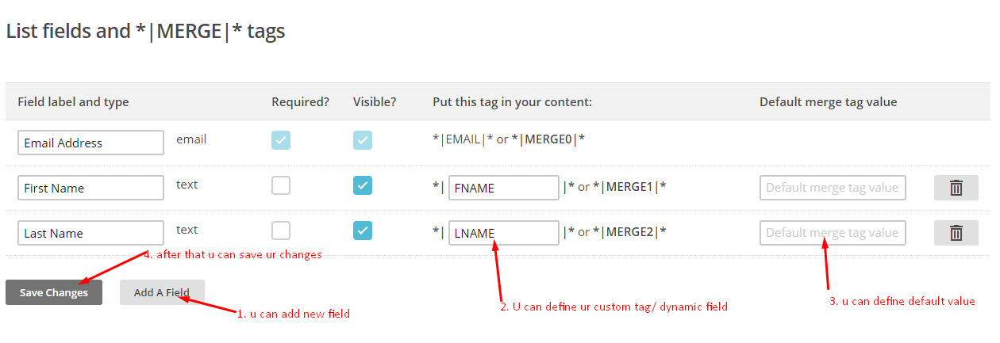 List fields and *|MERGE|* tags
Field label and type Required? Visible? Put this tag in your content: Default merge tag value
Email Address email *|EMAIL|* or *|MERGE0|*
First Name text *| FNAME |* or *|MERGE1|* Default merge tag value
Last Name text *| LNAME |* or *|MERGE2|* Default merge tag value
4. after that u can save ur changes
Save Changes Add A Field
1. u can add new field
2. U can define ur custom tag/ dynamic field
3. u can define default value